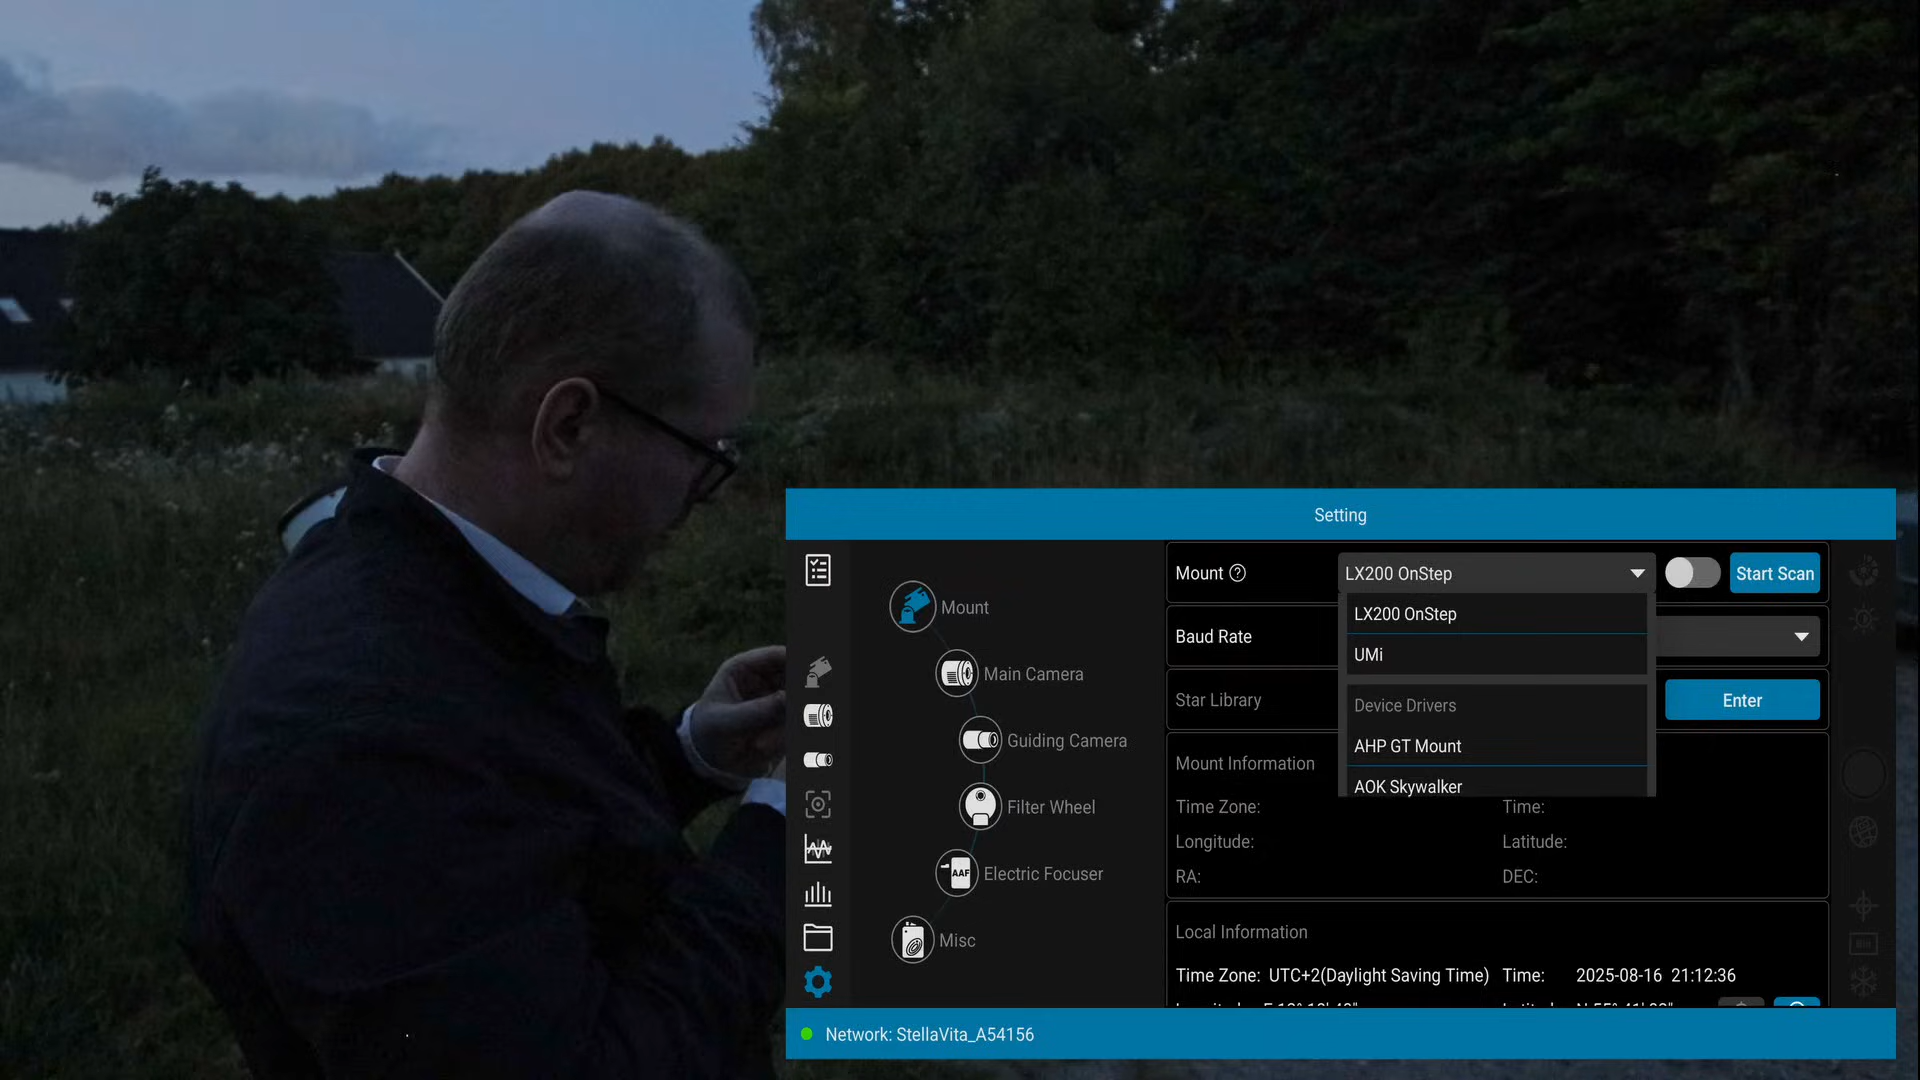 Setting
Mount
LX200 OnStep
Start Scan
LX200 OnStep
UMi
Device Drivers
AHP GT Mount
AOK Skywalker
Baud Rate
Star Library
Enter
Mount Information
Time Zone:
Time:
Longitude:
Latitude:
RA:
DEC:
Local Information
Time Zone: UTC+2(Daylight Saving Time)
Time: 2025-08-16 21:12:36
Mount
Main Camera
Guiding Camera
Filter Wheel
AAF
Electric Focuser
Misc
Network: StellaVita_A54156